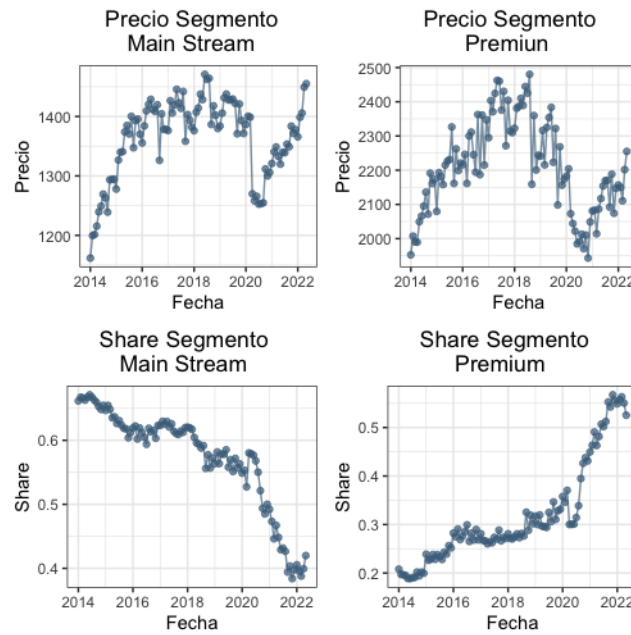 Precio Segmento
Main Stream
Precio
1400
1300
1200
2014 2016 2018 2020 2022
Fecha
Precio Segmento
Premiun
Precio
2500
2400
2300
2200
2100
2000
2014 2016 2018 2020 2022
Fecha
Share Segmento
Main Stream
Share
0.6
0.5
0.4
2014 2016 2018 2020 2022
Fecha
Share Segmento
Premium
Share
0.5
0.4
0.3
0.2
2014 2016 2018 2020 2022
Fecha